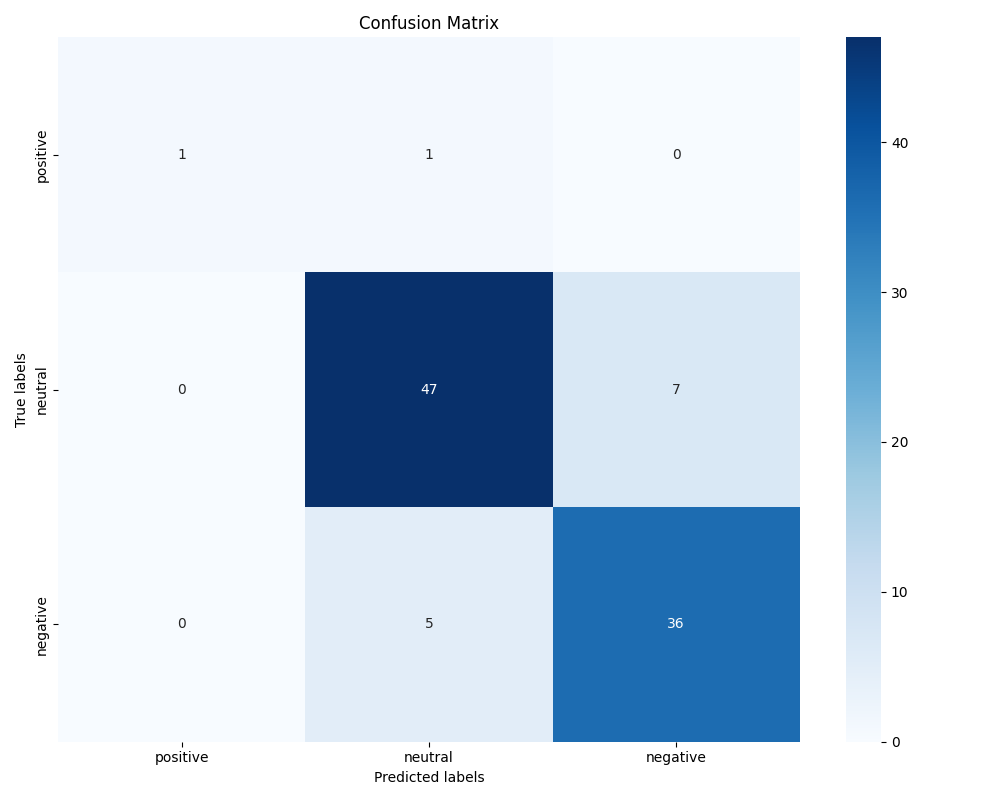 Confusion Matrix
positive
1 1 0
True labels
neutral
0 47 7
negative
0 5 36
positive neutral negative
Predicted labels
40
30
20
10
0